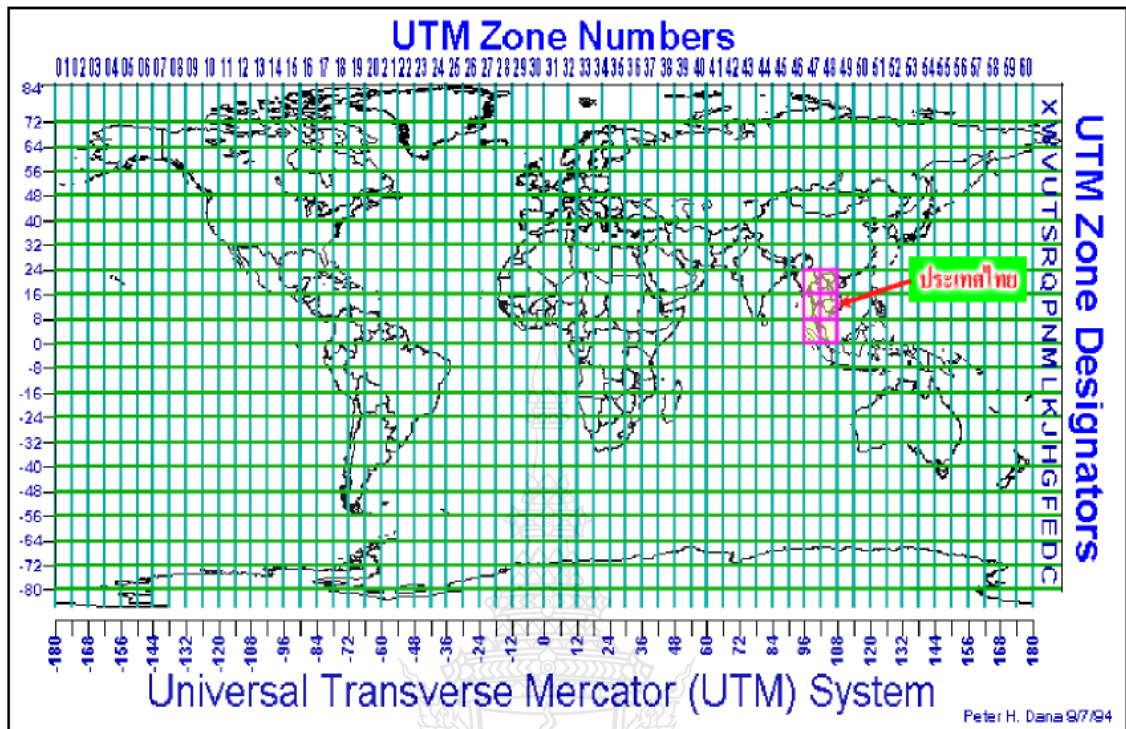 UTM Zone Numbers
01 02 03 04 05 06 07 08 09 10 11 12 13 14 15 16 17 18 19 20 21 22 23 24 25 26 27 28 29 30 31 32 33 34 35 36 37 38 39 40 41 42 43 44 45 46 47 48 49 50 51 52 53 54 55 56 57 58 59 60
84
72
64
56
48
40
32
24
16
8
0
-8
-16
-24
-32
-40
-48
-56
-64
-72
-80
ประเทศไทย
X W V U T S R Q P N M L K J H G F E D C
UTM Zone Designators
-180 -168 -156 -144 -132 -120 -108 -96 -84 -72 -60 -48 -36 -24 -12 0 12 24 36 48 60 72 84 96 108 120 132 144 156 168 180
Universal Transverse Mercator (UTM) System
Peter H. Dana 9/7/94